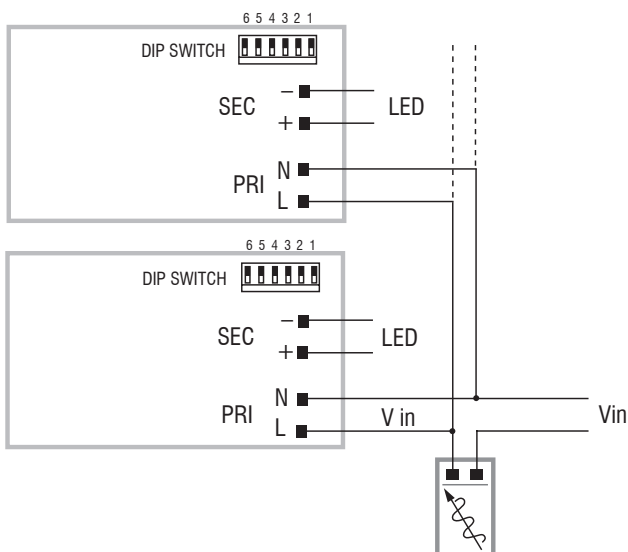 6 5 4 3 2 1
DIP SWITCH
SEC
−
+
LED
PRI
N
L
6 5 4 3 2 1
DIP SWITCH
SEC
−
+
LED
PRI
N
L
V in
Vin